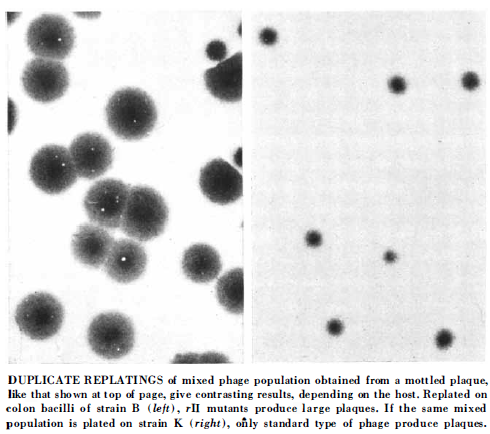 DUPLICATE REPLATINGS of mixed phage population obtained from a mottled plaque,
like that shown at top of page, give contrasting results, depending on the host. Replated on
colon bacilli of strain B (left), rII mutants produce large plaques. If the same mixed
population is plated on strain K (right), only standard type of phage produce plaques.